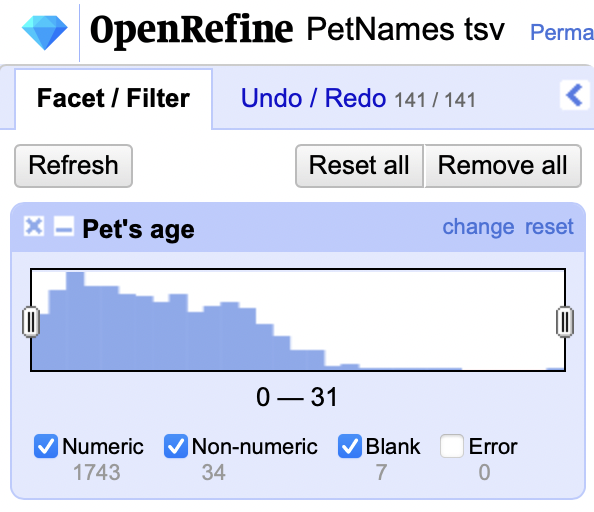 OpenRefine PetNames tsv Perma
Facet / Filter Undo / Redo 141 / 141
Refresh Reset all Remove all
Pet's age change reset
0 — 31
Numeric Non-numeric Blank Error
1743 34 7 0